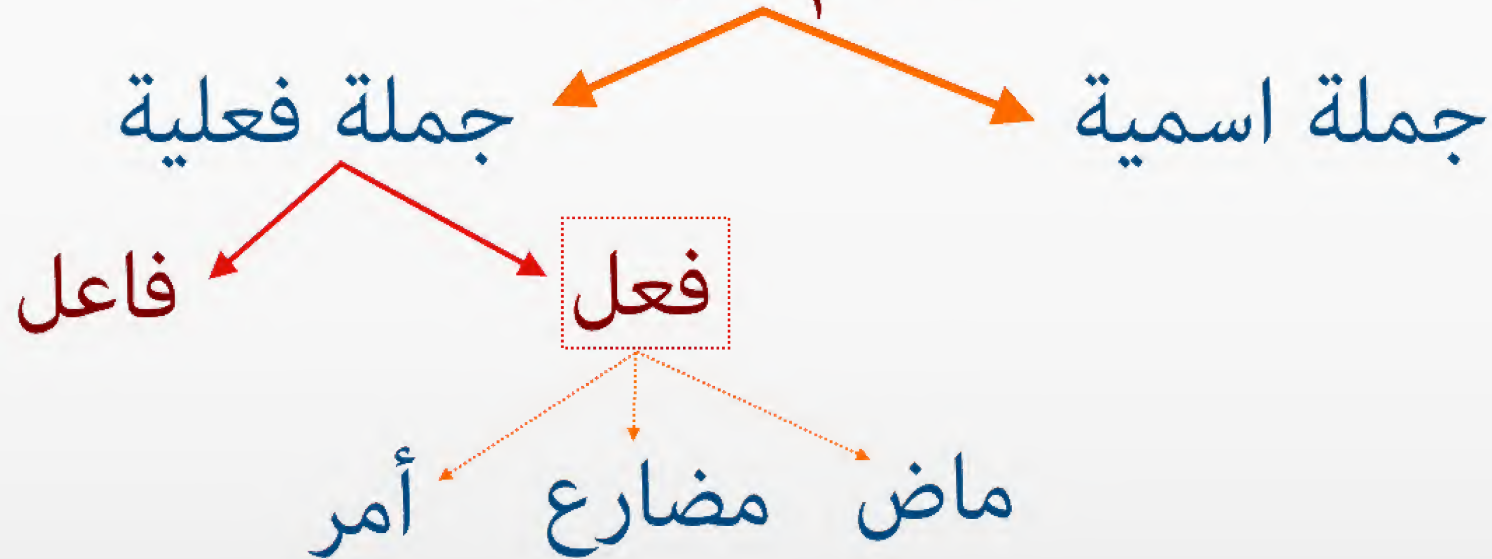 جملة اسمية جملة فعلية
فعل فاعل
ماض مضارع أمر